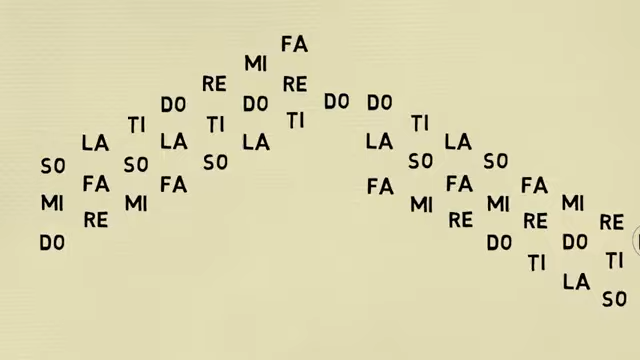 FA
MI
RE RE
DO DO DO DO
TI TI TI TI
LA LA LA LA LA
SO SO SO SO SO
FA FA FA FA FA
MI MI MI MI MI
RE RE RE RE
DO DO DO
TI TI
LA
SO